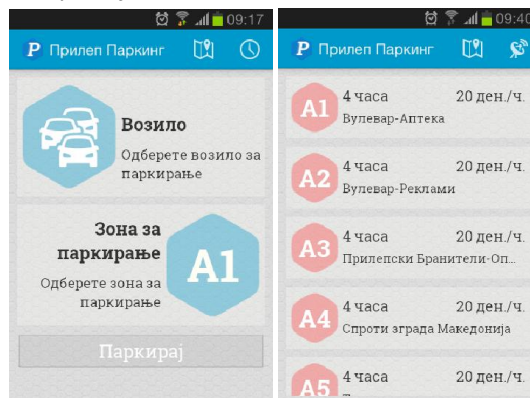 09:17
P Прилеп Паркинг
Возило
Одберете возило за
паркирање
Зона за
паркирање
Одберете зона за
паркирање
A1
Паркирај
09:40
P Прилеп Паркинг
A1
4 часа 20 ден./ч.
Вулевар-Аптека
A2
4 часа 20 ден./ч.
Вулевар-Реклами
A3
4 часа 20 ден./ч.
Прилепски Бранители-Оп...
A4
4 часа 20 ден./ч.
Спроти зграда Македонија
A5
4 часа 20 ден./ч.